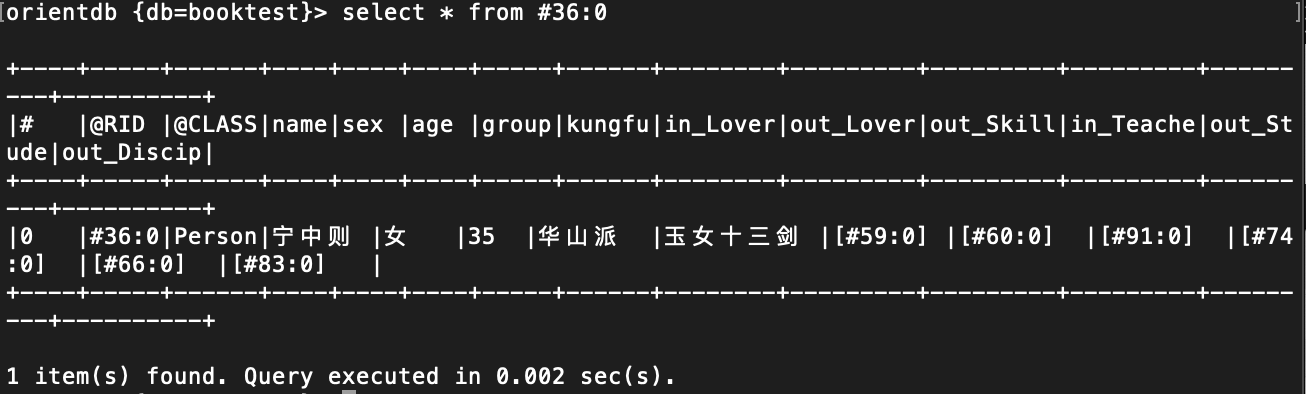 orientdb {db=booktest}> select * from #36:0
+----+-----+------+----+----+----+-----+------+--------+---------+---------+---------+------
---+----------+
|#   |@RID |@CLASS|name|sex |age |group|kungfu|in_Lover|out_Lover|out_Skill|in_Teache|out_St
ude|out_Discip|
+----+-----+------+----+----+----+-----+------+--------+---------+---------+---------+------
---+----------+
|0   |#36:0|Person|宁中则 |女   |35  |华山派  |玉女十三剑 |[#59:0] |[#60:0]  |[#91:0]  |[#74
:0]  |[#66:0]  |[#83:0]   |
+----+-----+------+----+----+----+-----+------+--------+---------+---------+---------+------
---+----------+
1 item(s) found. Query executed in 0.002 sec(s).